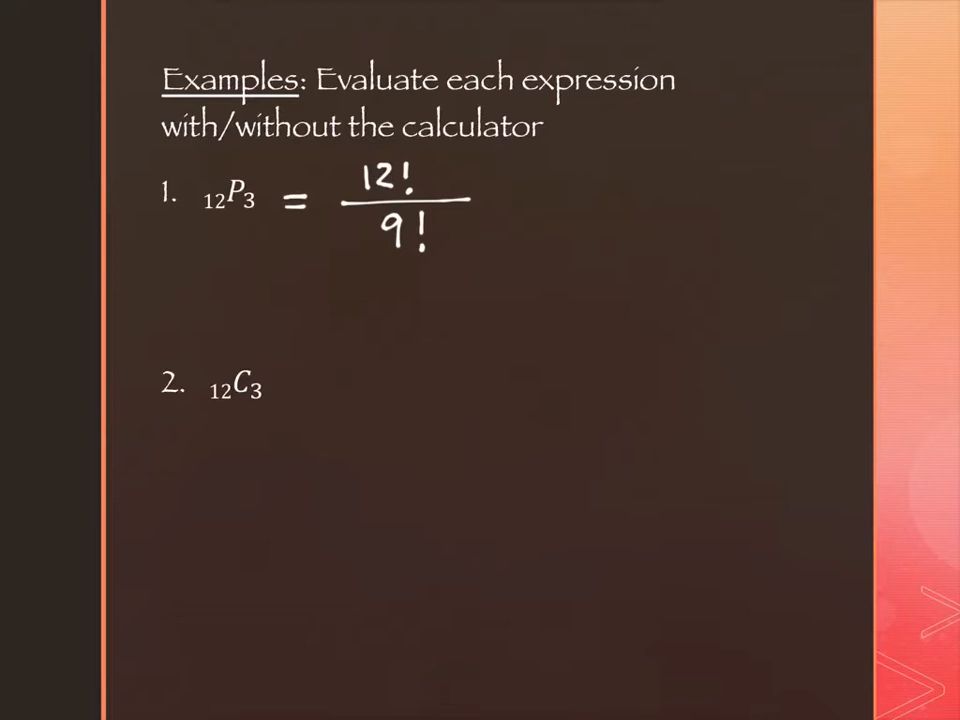 Examples: Evaluate each expression
with/without the calculator
1. ₁₂P₃ = 12!/9!
2. ₁₂C₃